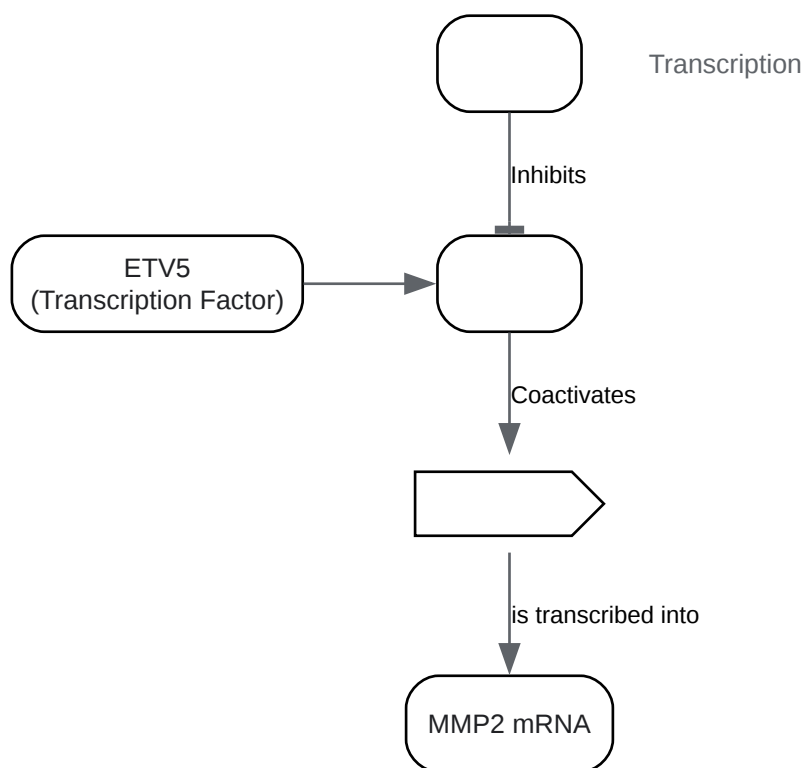 Transcription
Inhibits
ETV5
(Transcription Factor)
Coactivates
is transcribed into
MMP2 mRNA